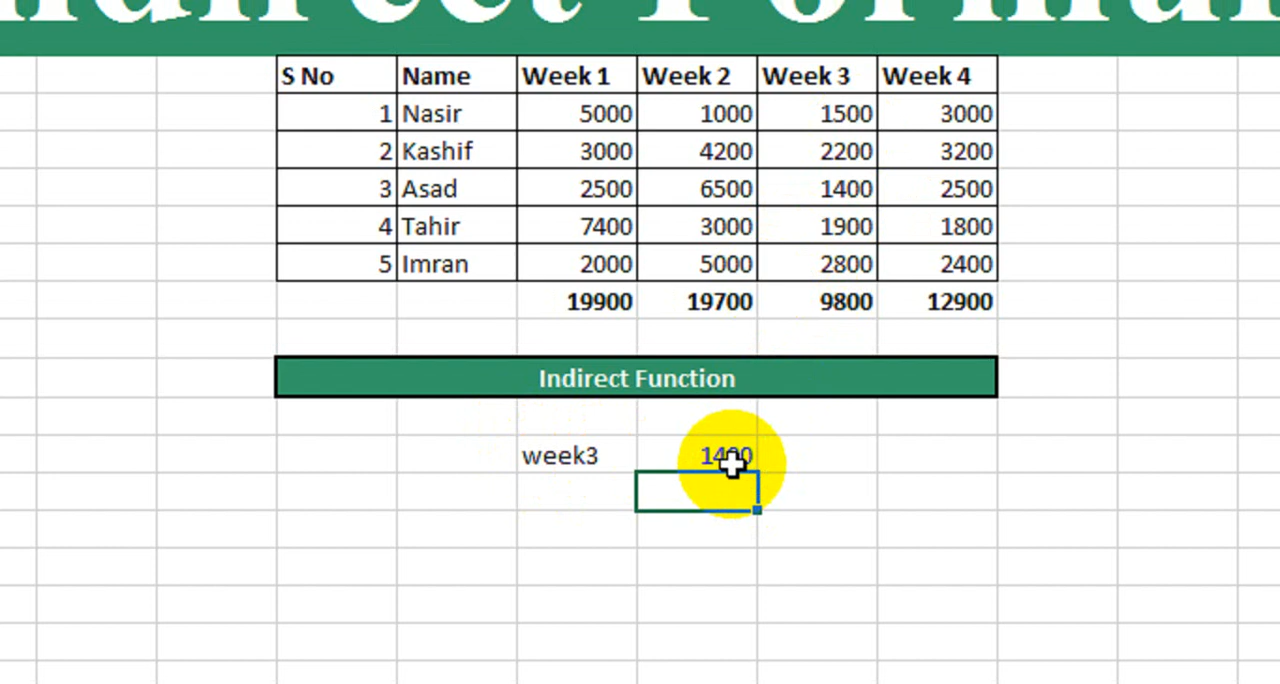 S No Name Week 1 Week 2 Week 3 Week 4
1 Nasir 5000 1000 1500 3000
2 Kashif 3000 4200 2200 3200
3 Asad 2500 6500 1400 2500
4 Tahir 7400 3000 1900 1800
5 Imran 2000 5000 2800 2400
19900 19700 9800 12900
Indirect Function
week3